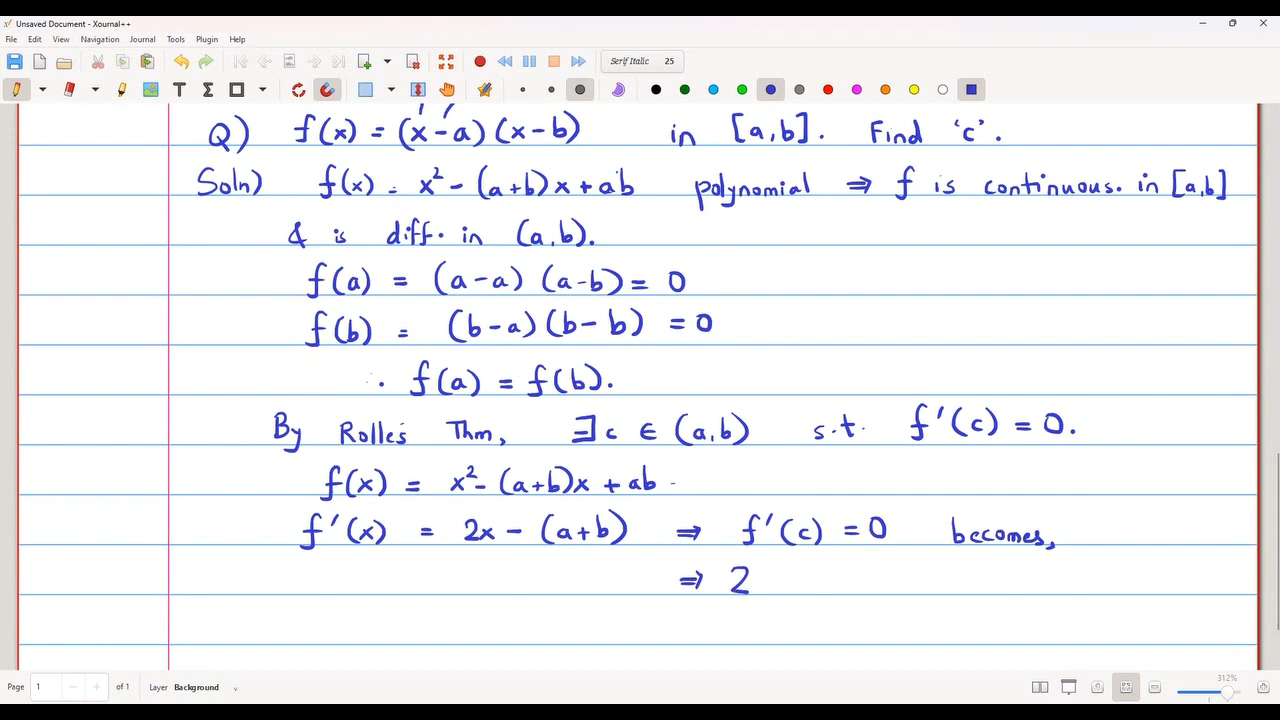 Unsaved Document - Xournal++
File Edit View Navigation Journal Tools Plugin Help
Serif Italic 25
Q) f(x) = (x-a)(x-b) in [a,b]. Find 'c'.
Soln) f(x) = x² - (a+b)x + ab polynomial ⇒ f is continuous. in [a,b]
& is diff. in (a,b).
f(a) = (a-a)(a-b) = 0
f(b) = (b-a)(b-b) = 0
∴ f(a) = f(b).
By Rolle's Thm, ∃ c ∈ (a,b) s.t. f'(c) = 0.
f(x) = x² - (a+b)x + ab
f'(x) = 2x - (a+b) ⇒ f'(c) = 0 becomes,
⇒ 2
Page 1 of 1 Layer Background 312%